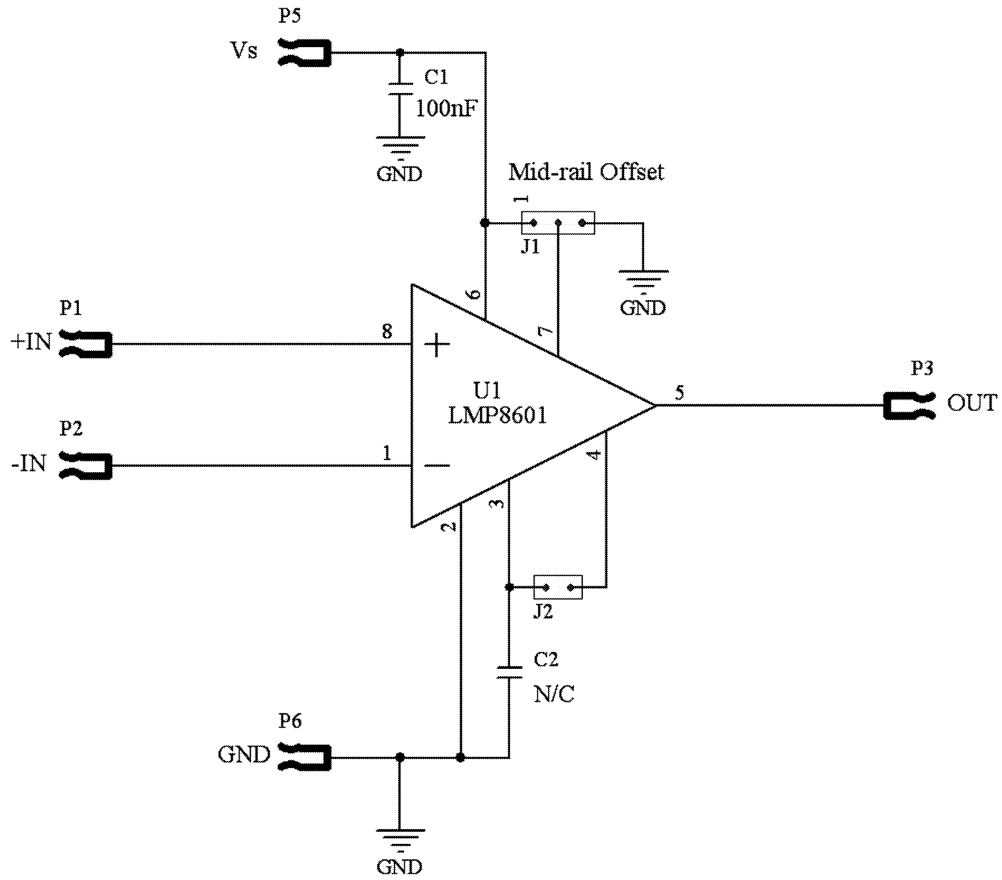 P5
Vs
C1
100nF
GND
Mid-rail Offset
1
J1
GND
6
7
P1
+IN
8
+
U1
LMP8601
P3
5
OUT
P2
-IN
1
−
4
3
2
J2
C2
N/C
P6
GND
GND